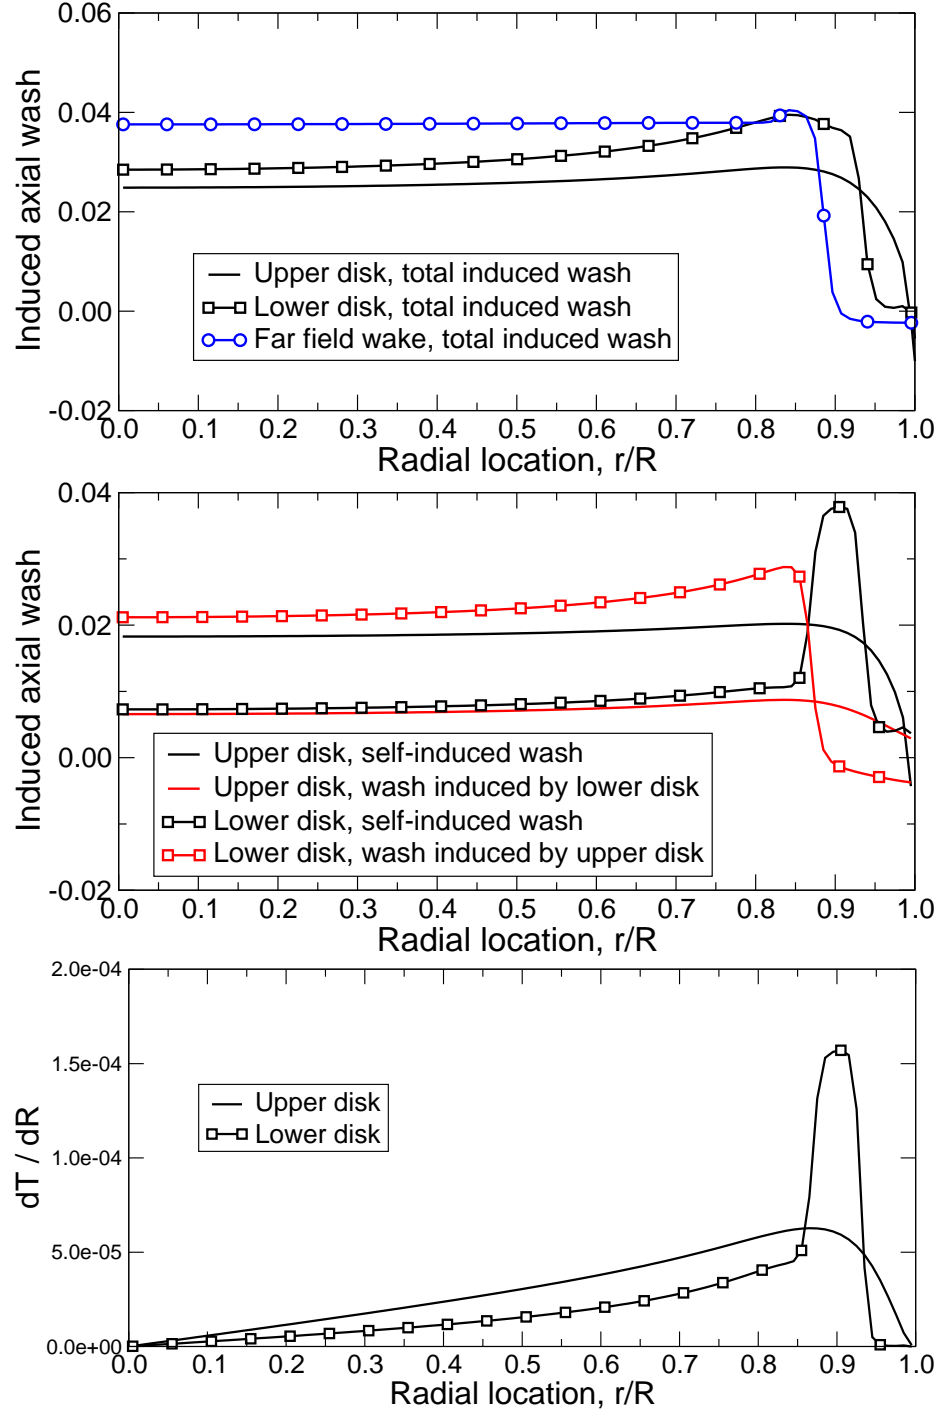 0.06
0.04
0.02
0.00
-0.02
Induced axial wash
Upper disk, total induced wash
Lower disk, total induced wash
Far field wake, total induced wash
0.0 0.1 0.2 0.3 0.4 0.5 0.6 0.7 0.8 0.9 1.0
Radial location, r/R
0.04
0.02
0.00
-0.02
Induced axial wash
Upper disk, self-induced wash
Upper disk, wash induced by lower disk
Lower disk, self-induced wash
Lower disk, wash induced by upper disk
0.0 0.1 0.2 0.3 0.4 0.5 0.6 0.7 0.8 0.9 1.0
Radial location, r/R
2.0e-04
1.5e-04
1.0e-04
5.0e-05
0.0e+00
dT / dR
Upper disk
Lower disk
0.0 0.1 0.2 0.3 0.4 0.5 0.6 0.7 0.8 0.9 1.0
Radial location, r/R